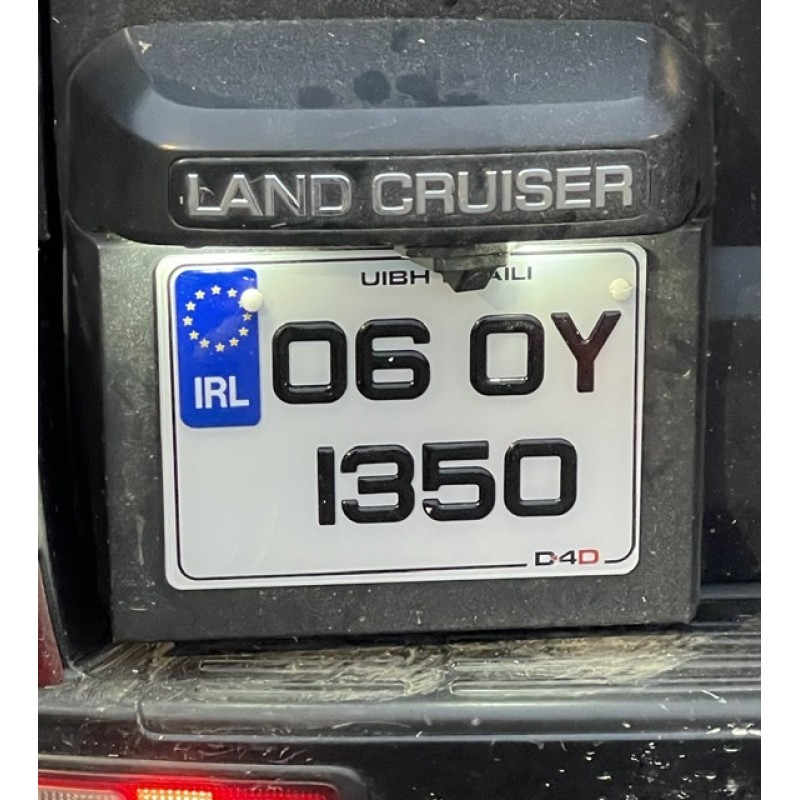 LAND CRUISER
UIBH
IRL
06 OY
1350
D4D